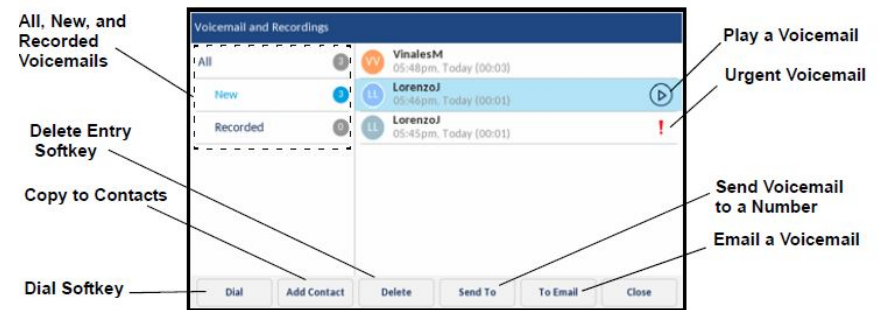 All, New, and
Recorded
Voicemails
Delete Entry
Softkey
Copy to Contacts
Dial Softkey
Voicemail and Recordings
All 3
New 3
Recorded 0
VV VinalesM
05:48pm, Today (00:03)
LL LorenzoJ
05:46pm, Today (00:01)
LL LorenzoJ
05:45pm, Today (00:01)
!
Dial Add Contact Delete Send To To Email Close
Play a Voicemail
Urgent Voicemail
Send Voicemail
to a Number
Email a Voicemail